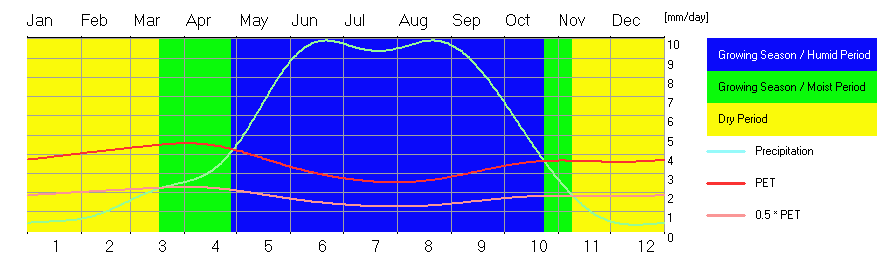 Jan Feb Mar Apr May Jun Jul Aug Sep Oct Nov Dec [mm/day]
10
9
8
7
6
5
4
3
2
1
0
1 2 3 4 5 6 7 8 9 10 11 12
Growing Season / Humid Period
Growing Season / Moist Period
Dry Period
Precipitation
PET
0.5 * PET